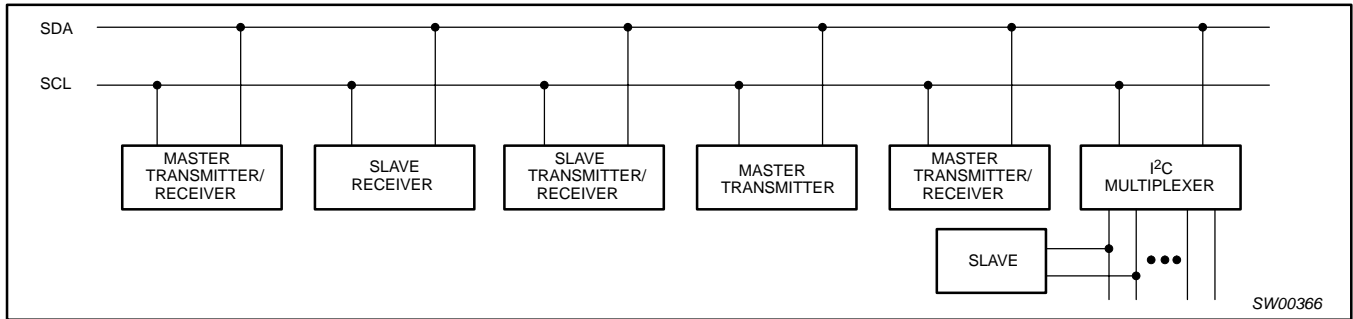 SDA
SCL
MASTER
TRANSMITTER/
RECEIVER
SLAVE
RECEIVER
SLAVE
TRANSMITTER/
RECEIVER
MASTER
TRANSMITTER
MASTER
TRANSMITTER/
RECEIVER
I²C
MULTIPLEXER
SLAVE
SW00366